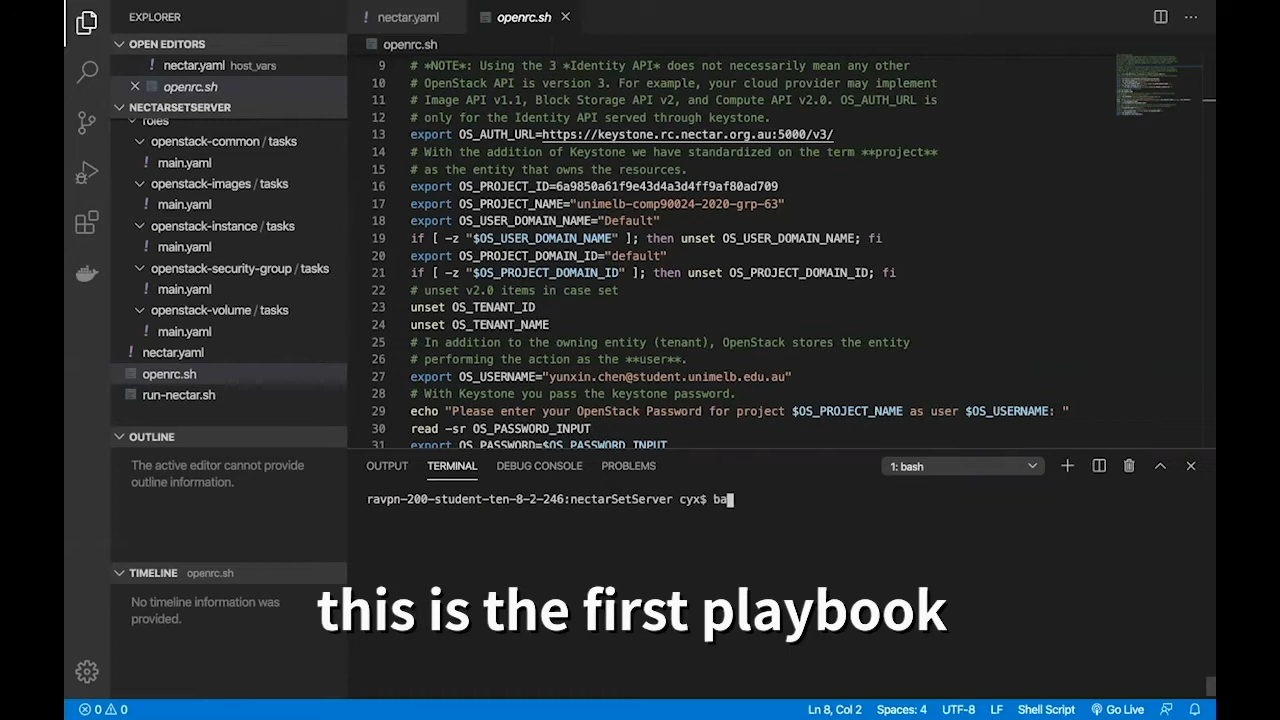 EXPLORER
OPEN EDITORS
! nectar.yaml host_vars
× openrc.sh
NECTARSETSERVER
roles
openstack-common / tasks
! main.yaml
openstack-images / tasks
! main.yaml
openstack-instance / tasks
! main.yaml
openstack-security-group / tasks
! main.yaml
openstack-volume / tasks
! main.yaml
! nectar.yaml
openrc.sh
run-nectar.sh
OUTLINE
The active editor cannot provide
outline information.
TIMELINE openrc.sh
No timeline information was
provided.
! nectar.yaml
openrc.sh ×
openrc.sh
9 # *NOTE*: Using the 3 *Identity API* does not necessarily mean any other
10 # OpenStack API is version 3. For example, your cloud provider may implement
11 # Image API v1.1, Block Storage API v2, and Compute API v2.0. OS_AUTH_URL is
12 # only for the Identity API served through keystone.
13 export OS_AUTH_URL=https://keystone.rc.nectar.org.au:5000/v3/
14 # With the addition of Keystone we have standardized on the term **project**
15 # as the entity that owns the resources.
16 export OS_PROJECT_ID=6a9850a61f9e43d4a3d4ff9af80ad709
17 export OS_PROJECT_NAME="unimelb-comp90024-2020-grp-63"
18 export OS_USER_DOMAIN_NAME="Default"
19 if [ -z "$OS_USER_DOMAIN_NAME" ]; then unset OS_USER_DOMAIN_NAME; fi
20 export OS_PROJECT_DOMAIN_ID="default"
21 if [ -z "$OS_PROJECT_DOMAIN_ID" ]; then unset OS_PROJECT_DOMAIN_ID; fi
22 # unset v2.0 items in case set
23 unset OS_TENANT_ID
24 unset OS_TENANT_NAME
25 # In addition to the owning entity (tenant), OpenStack stores the entity
26 # performing the action as the **user**.
27 export OS_USERNAME="yunxin.chen@student.unimelb.edu.au"
28 # With Keystone you pass the keystone password.
29 echo "Please enter your OpenStack Password for project $OS_PROJECT_NAME as user $OS_USERNAME: "
30 read -sr OS_PASSWORD_INPUT
31 export OS_PASSWORD=$OS_PASSWORD_INPUT
OUTPUT TERMINAL DEBUG CONSOLE PROBLEMS
1: bash
ravpn-200-student-ten-8-2-246:nectarSetServer cyx$ ba
this is the first playbook
0 0
Ln 8, Col 2 Spaces: 4 UTF-8 LF Shell Script Go Live